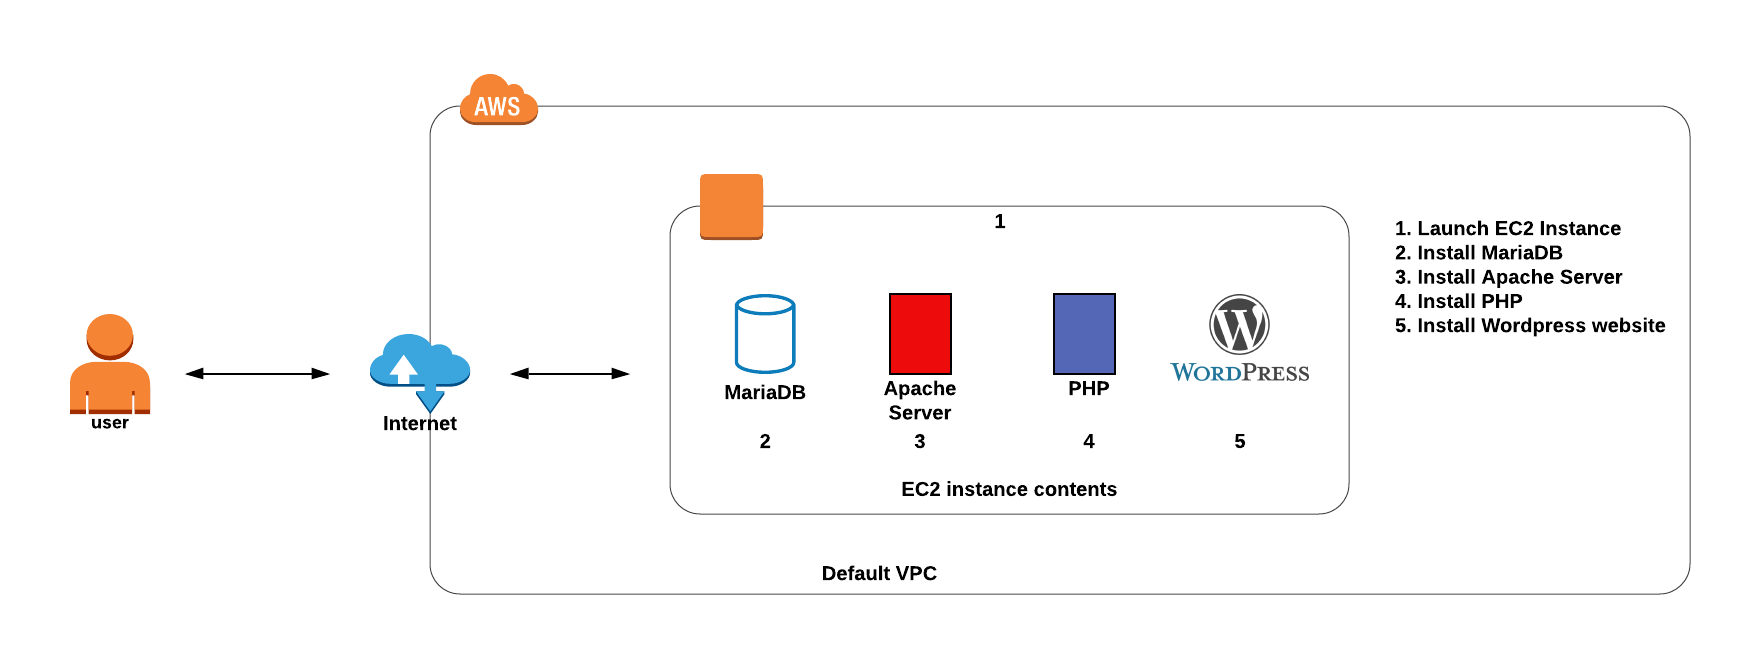 AWS
1
1. Launch EC2 Instance
2. Install MariaDB
3. Install Apache Server
4. Install PHP
5. Install Wordpress website
user
Internet
MariaDB
Apache
Server
PHP
WORDPRESS
2
3
4
5
EC2 instance contents
Default VPC